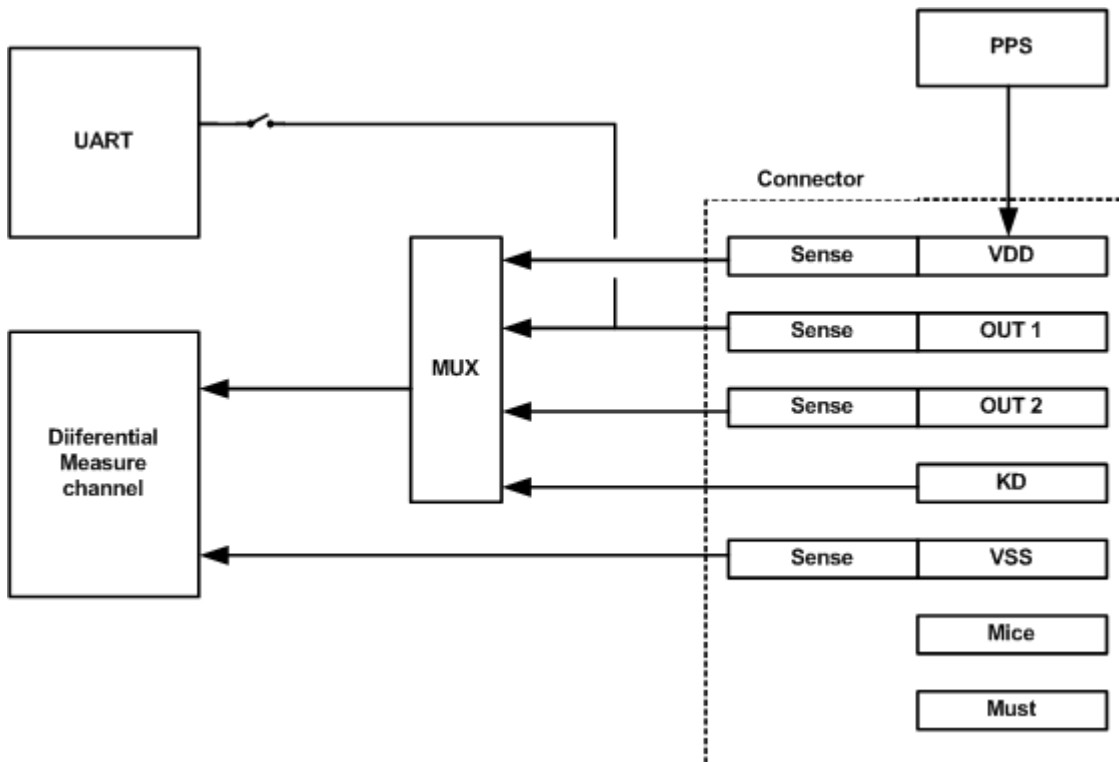 PPS
UART
Connector
Sense VDD
Sense OUT 1
MUX
Sense OUT 2
Diiferential
Measure
channel
KD
Sense VSS
Mice
Must